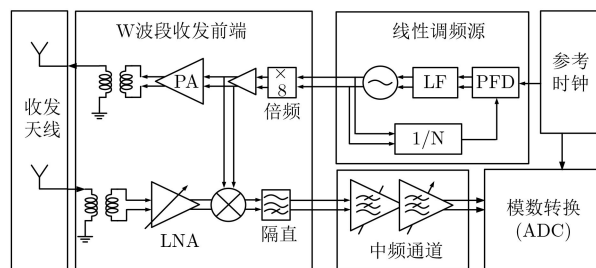 W波段收发前端
线性调频源
参考
时钟
收发
天线
PA
×
8
倍频
LF
PFD
1/N
LNA
隔直
中频通道
模数转换
(ADC)